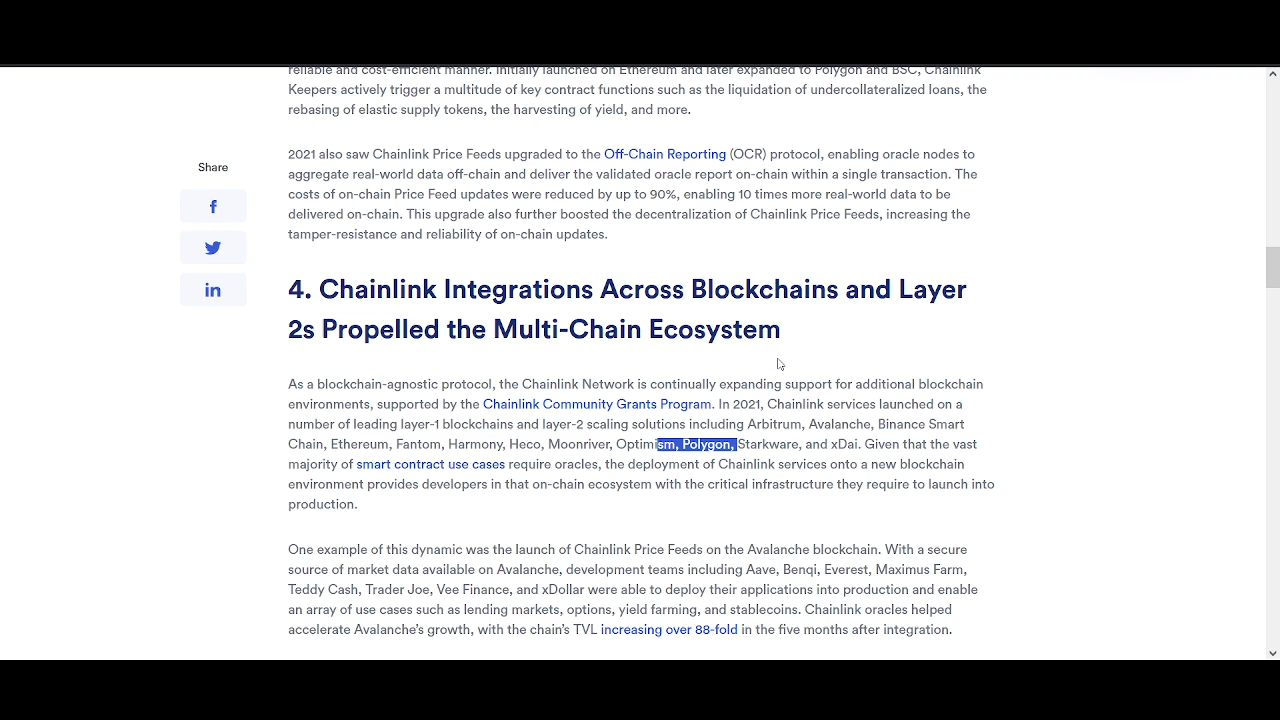 reliable and cost-efficient manner. Initially launched on Ethereum and later expanded to Polygon and BSC, Chainlink
Keepers actively trigger a multitude of key contract functions such as the liquidation of undercollateralized loans, the
rebasing of elastic supply tokens, the harvesting of yield, and more.
Share
2021 also saw Chainlink Price Feeds upgraded to the Off-Chain Reporting (OCR) protocol, enabling oracle nodes to
aggregate real-world data off-chain and deliver the validated oracle report on-chain within a single transaction. The
costs of on-chain Price Feed updates were reduced by up to 90%, enabling 10 times more real-world data to be
delivered on-chain. This upgrade also further boosted the decentralization of Chainlink Price Feeds, increasing the
tamper-resistance and reliability of on-chain updates.
4. Chainlink Integrations Across Blockchains and Layer
2s Propelled the Multi-Chain Ecosystem
As a blockchain-agnostic protocol, the Chainlink Network is continually expanding support for additional blockchain
environments, supported by the Chainlink Community Grants Program. In 2021, Chainlink services launched on a
number of leading layer-1 blockchains and layer-2 scaling solutions including Arbitrum, Avalanche, Binance Smart
Chain, Ethereum, Fantom, Harmony, Heco, Moonriver, Optimism, Polygon, Starkware, and xDai. Given that the vast
majority of smart contract use cases require oracles, the deployment of Chainlink services onto a new blockchain
environment provides developers in that on-chain ecosystem with the critical infrastructure they require to launch into
production.
One example of this dynamic was the launch of Chainlink Price Feeds on the Avalanche blockchain. With a secure
source of market data available on Avalanche, development teams including Aave, Benqi, Everest, Maximus Farm,
Teddy Cash, Trader Joe, Vee Finance, and xDollar were able to deploy their applications into production and enable
an array of use cases such as lending markets, options, yield farming, and stablecoins. Chainlink oracles helped
accelerate Avalanche's growth, with the chain's TVL increasing over 88-fold in the five months after integration.